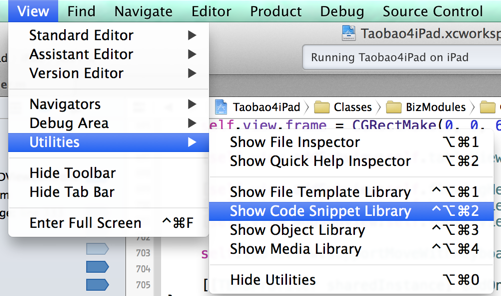 View Find Navigate Editor Product Debug Source Control
Taobao4iPad.xcworksp
Running Taobao4iPad on iPad
Standard Editor
Assistant Editor
Version Editor
Navigators
Debug Area
Utilities
Hide Toolbar
Hide Tab Bar
Enter Full Screen ^⌘F
Taobao4iPad Classes BizModules
elf.view.frame = CGRectMake(0, 0, 6
Show File Inspector ⌥⌘1
Show Quick Help Inspector ⌥⌘2
Show File Template Library ^⌥⌘1
Show Code Snippet Library ^⌥⌘2
Show Object Library ^⌥⌘3
Show Media Library ^⌥⌘4
Hide Utilities ⌥⌘0
702
703
704
705